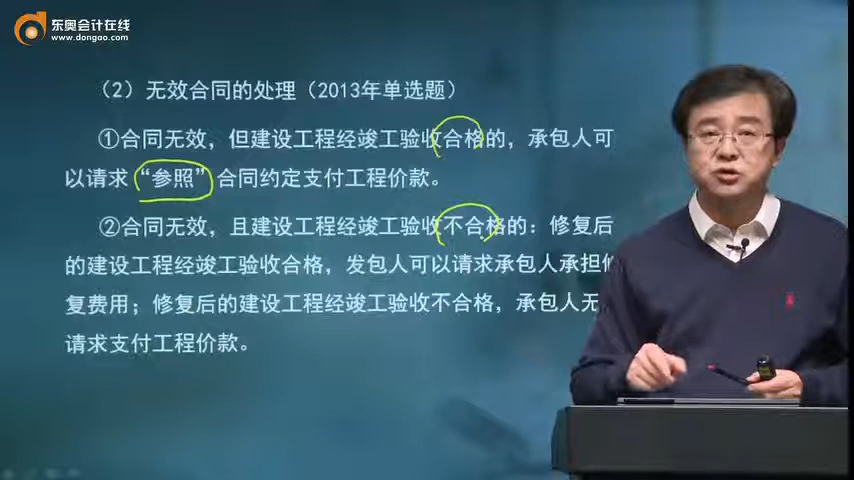 东奥会计在线
www.dongao.com
（2）无效合同的处理（2013年单选题）
①合同无效，但建设工程经竣工验收合格的，承包人可
以请求“参照”合同约定支付工程价款。
②合同无效，且建设工程经竣工验收不合格的：修复后
的建设工程经竣工验收合格，发包人可以请求承包人承担
复费用；修复后的建设工程经竣工验收不合格，承包人无
请求支付工程价款。